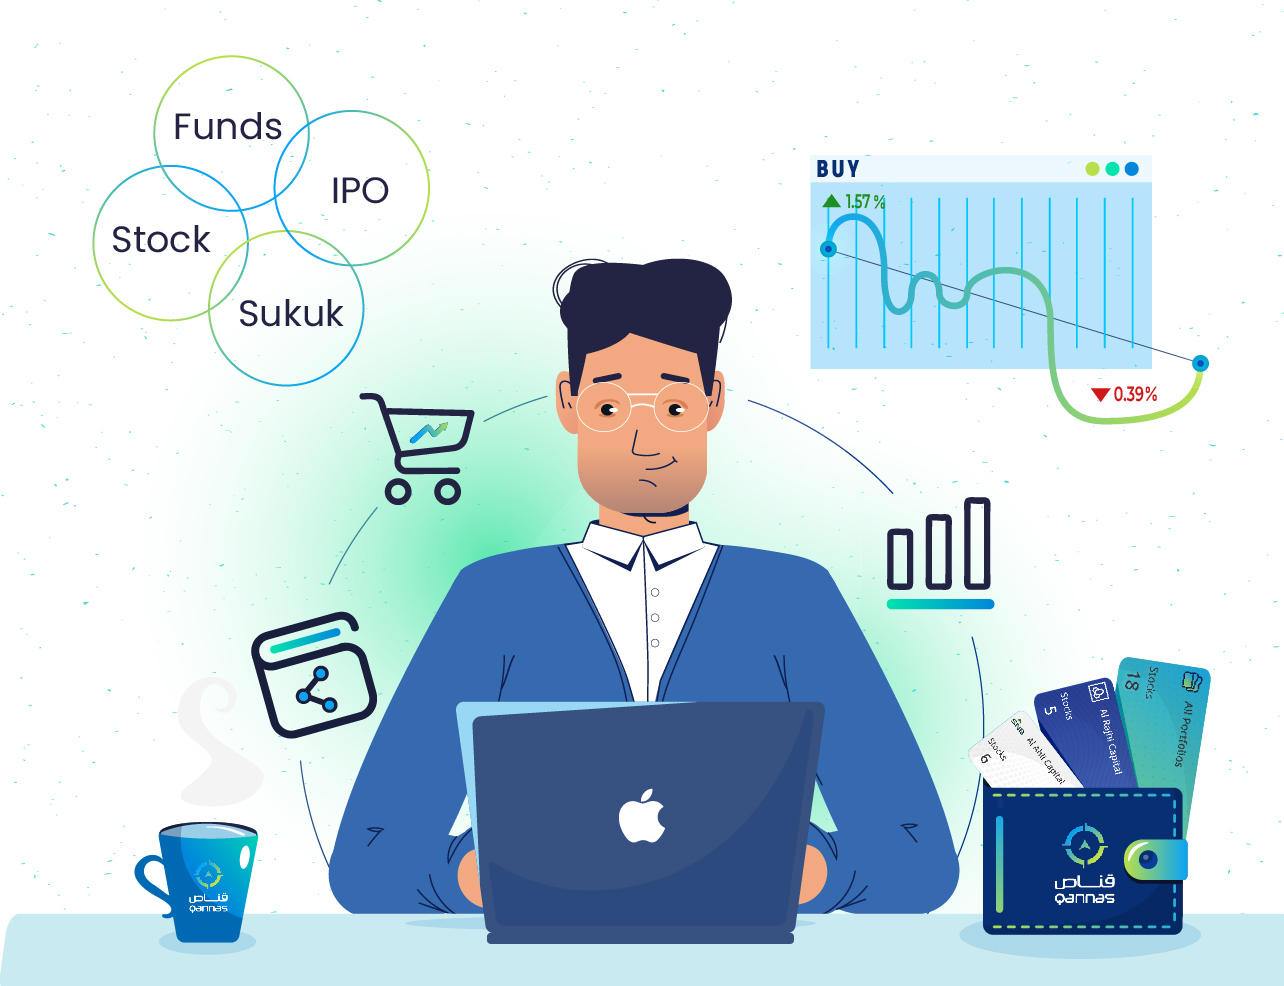 Funds
IPO
Stock
Sukuk
BUY
1.57 %
0.39%
Stocks
18
All Portfolios
Stocks
5
Al Rajhi Capital
Stocks
6
SNB
Al Ahli Capital
قناص
Qannas
قناص
Qannas